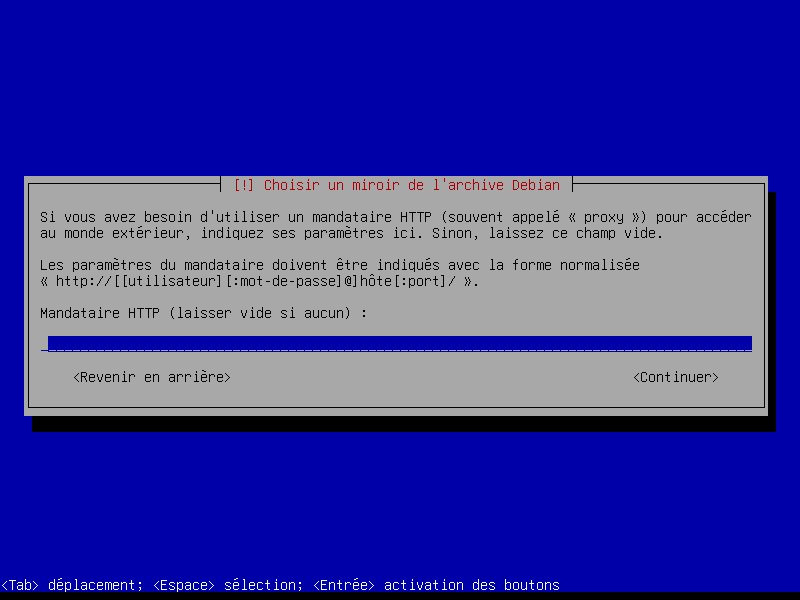 [!] Choisir un miroir de l'archive Debian
Si vous avez besoin d'utiliser un mandataire HTTP (souvent appelé « proxy ») pour accéder
au monde extérieur, indiquez ses paramètres ici. Sinon, laissez ce champ vide.
Les paramètres du mandataire doivent être indiqués avec la forme normalisée
« http://[[utilisateur][:mot-de-passe]@]hôte[:port]/ ».
Mandataire HTTP (laisser vide si aucun) :
<Revenir en arrière> <Continuer>
<Tab> déplacement; <Espace> sélection; <Entrée> activation des boutons